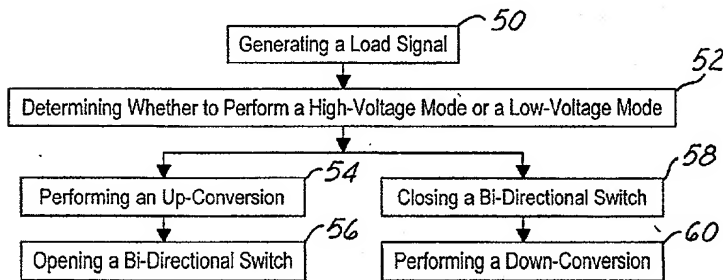 50
Generating a Load Signal
52
Determining Whether to Perform a High-Voltage Mode or a Low-Voltage Mode
54
Performing an Up-Conversion
58
Closing a Bi-Directional Switch
56
Opening a Bi-Directional Switch
60
Performing a Down-Conversion